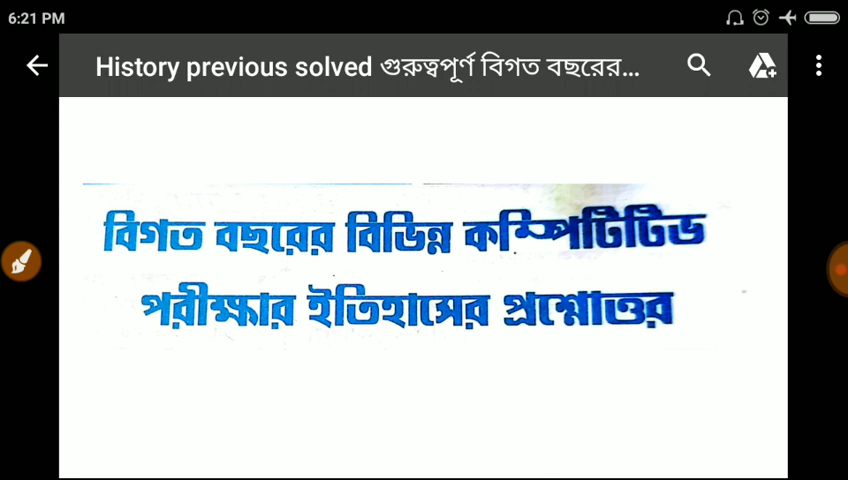 6:21 PM
History previous solved গুরুত্বপূর্ণ বিগত বছরের...
বিগত বছরের বিভিন্ন কম্পিটিটিভ
পরীক্ষার ইতিহাসের প্রশ্নোত্তর